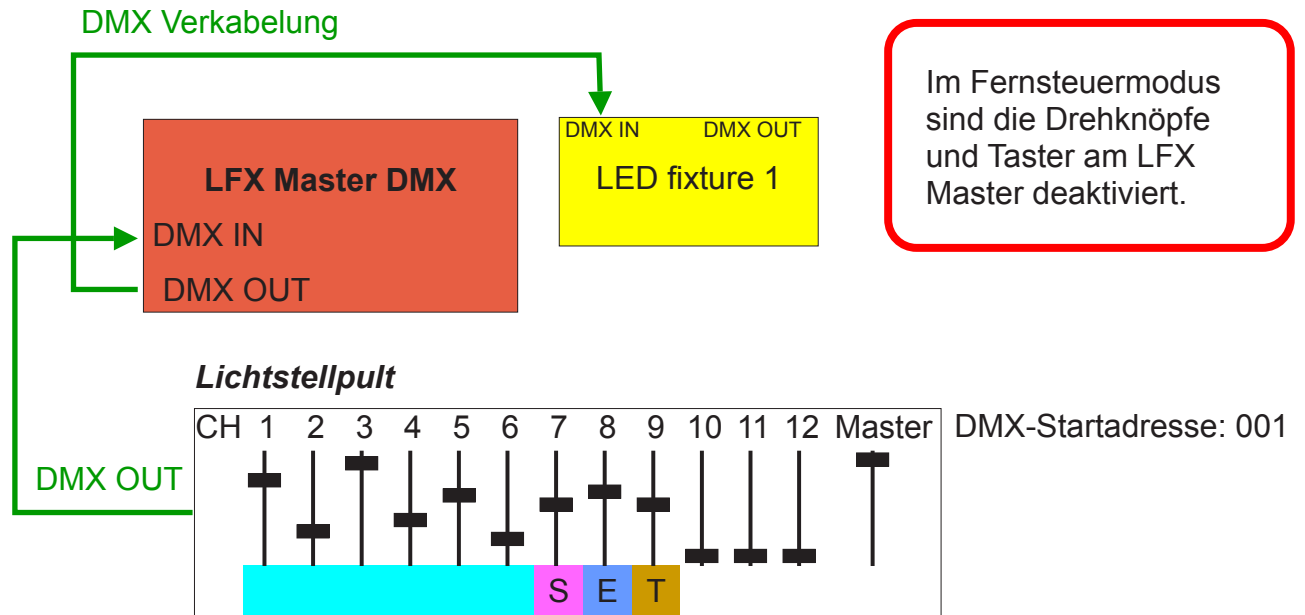 DMX Verkabelung
Im Fernsteuermodus
sind die Drehknöpfe
und Taster am LFX
Master deaktiviert.
LFX Master DMX
DMX IN
DMX OUT
DMX IN DMX OUT
LED fixture 1
Lichtstellpult
CH 1 2 3 4 5 6 7 8 9 10 11 12 Master
DMX-Startadresse: 001
DMX OUT
S E T